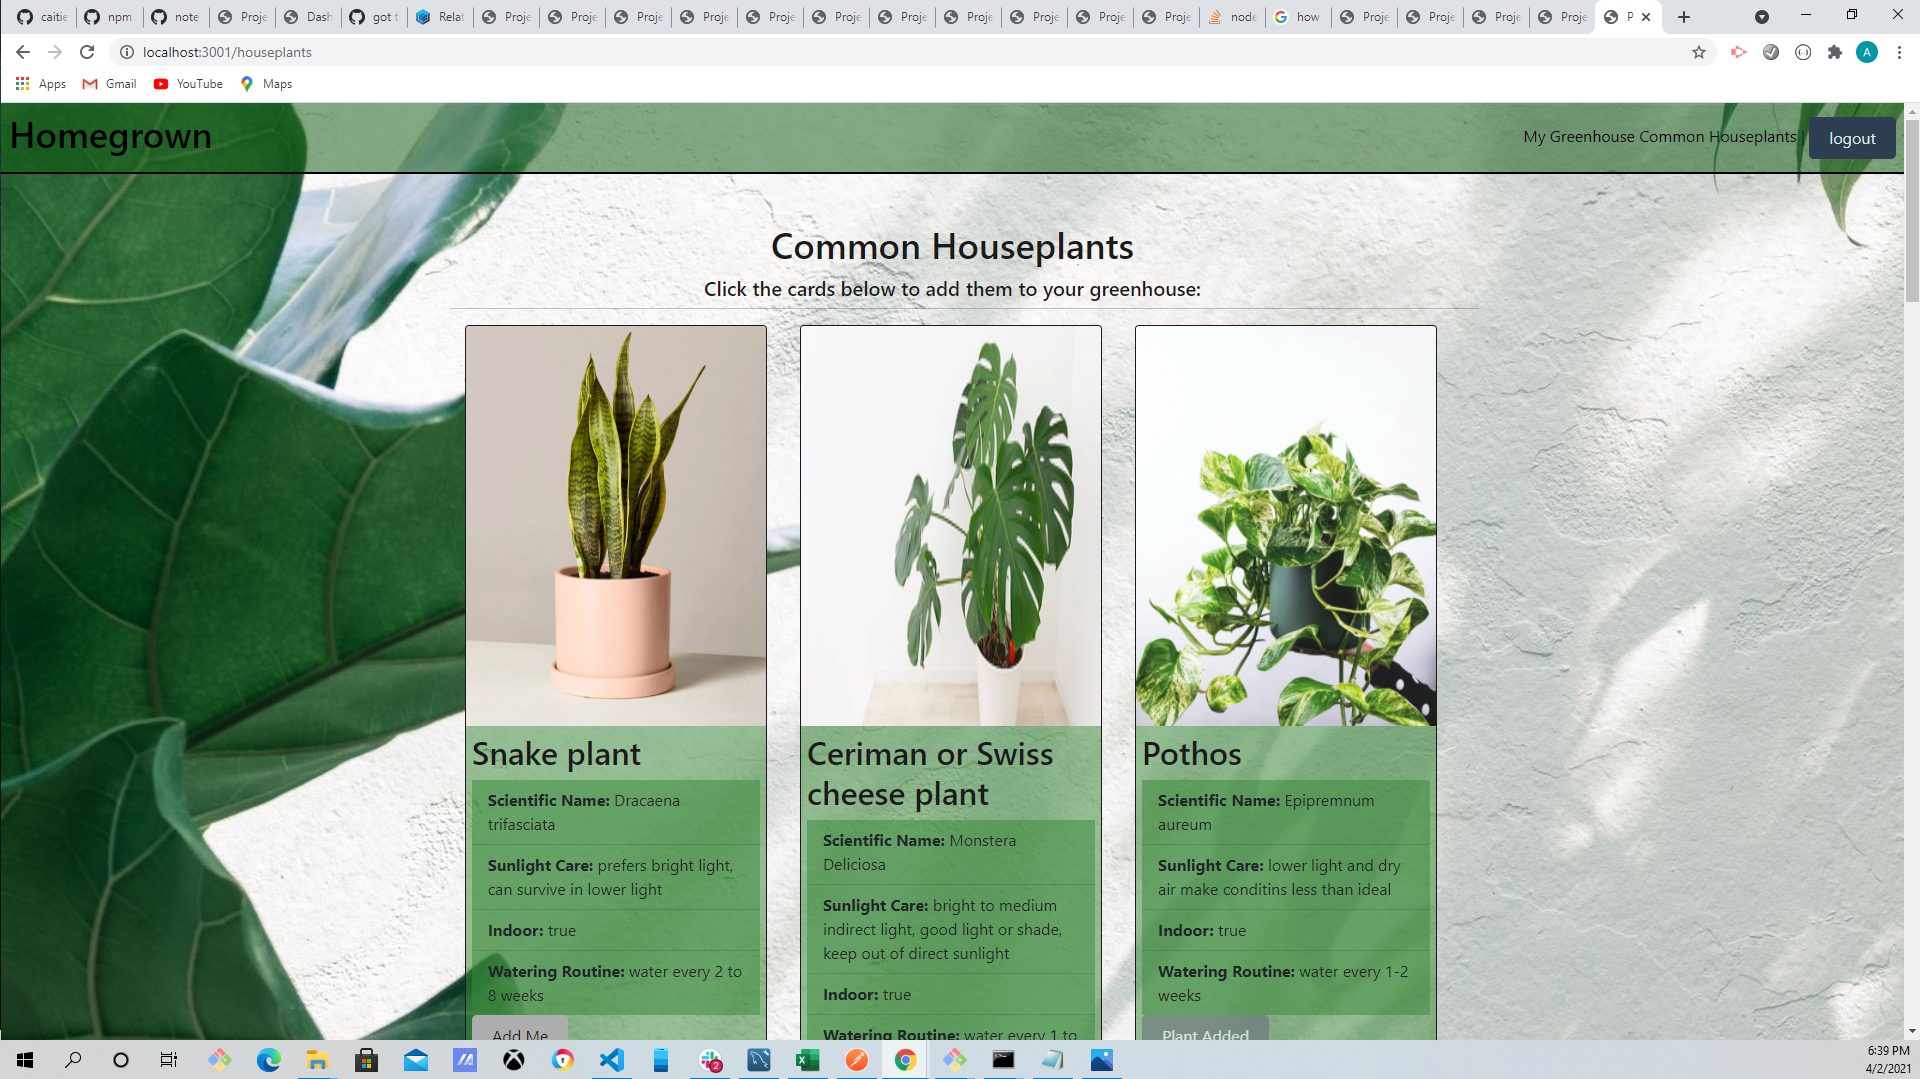 caitie
npm
note
Proje
Dash
got t
Relat
Proje
Proje
Proje
Proje
Proje
Proje
Proje
Proje
Proje
Proje
Proje
node
how
Proje
Proje
Proje
Proje
P
localhost:3001/houseplants
A
Apps
Gmail
YouTube
Maps
Homegrown
My Greenhouse Common Houseplants |
logout
Common Houseplants
Click the cards below to add them to your greenhouse:
Snake plant
Scientific Name: Dracaena
trifasciata
Sunlight Care: prefers bright light,
can survive in lower light
Indoor: true
Watering Routine: water every 2 to
8 weeks
Add Me
Ceriman or Swiss
cheese plant
Scientific Name: Monstera
Deliciosa
Sunlight Care: bright to medium
indirect light, good light or shade,
keep out of direct sunlight
Indoor: true
Watering Routine: water every 1 to
Pothos
Scientific Name: Epipremnum
aureum
Sunlight Care: lower light and dry
air make conditins less than ideal
Indoor: true
Watering Routine: water every 1-2
weeks
Plant Added
2
6:39 PM
4/2/2021